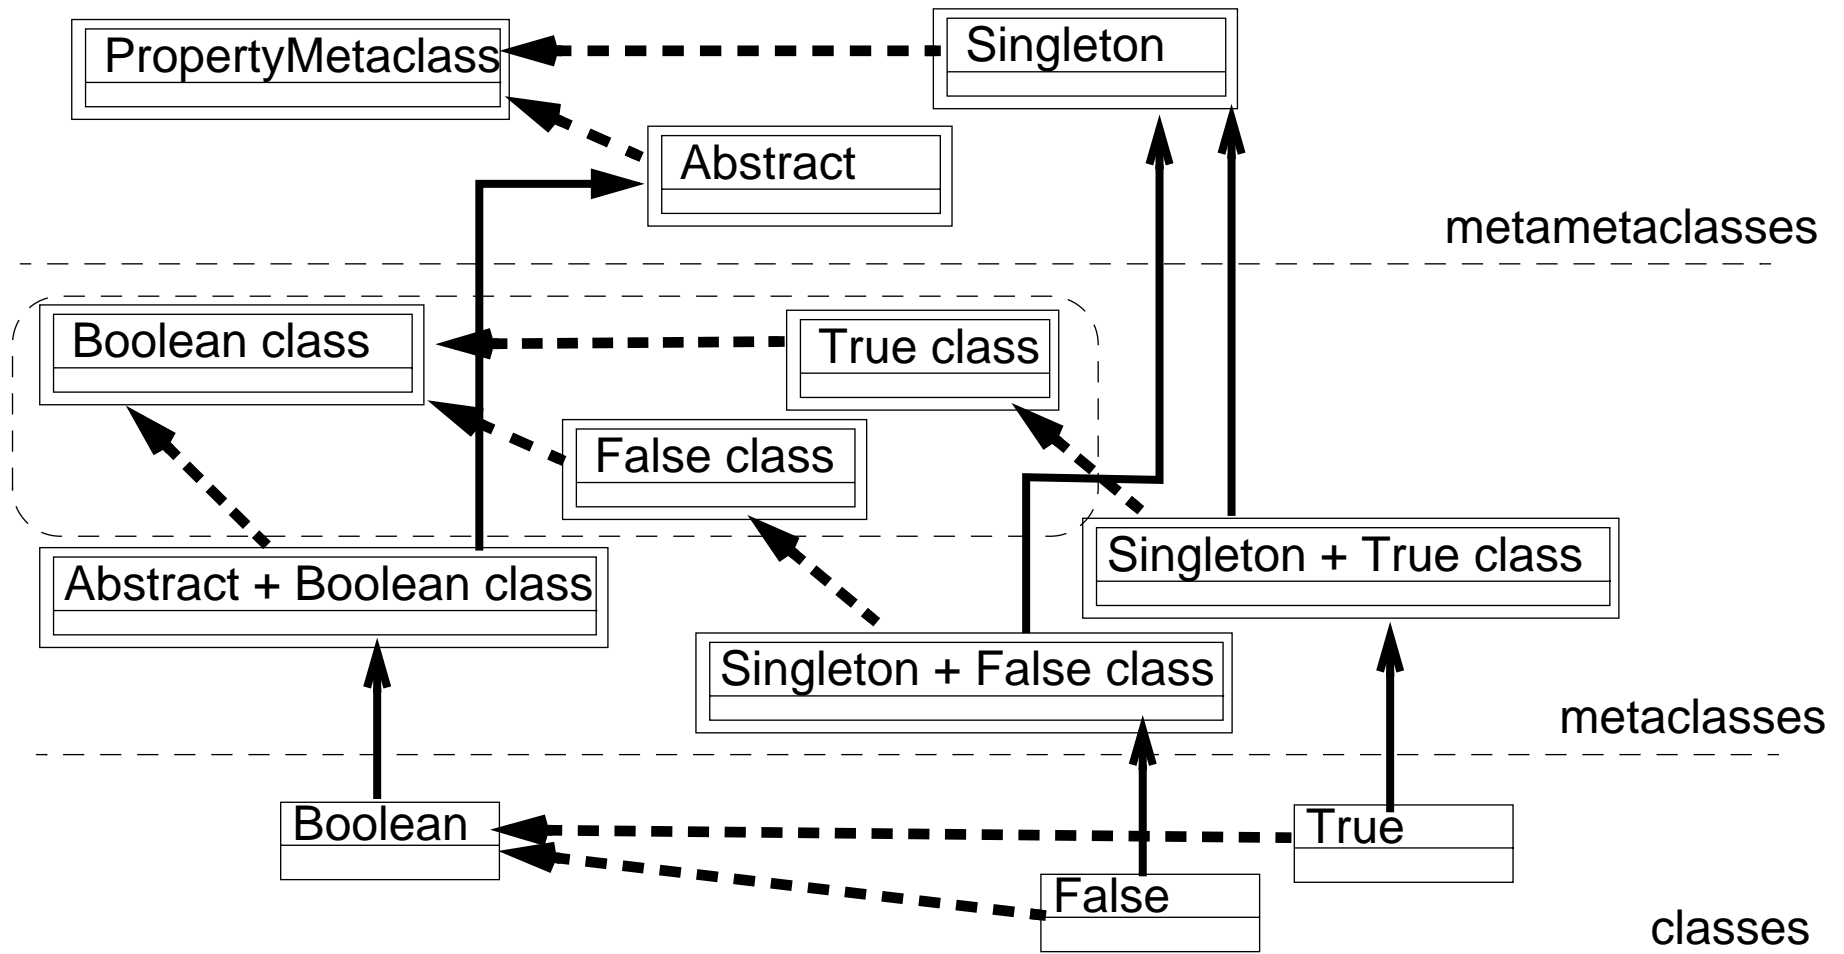 PropertyMetaclass
Singleton
Abstract
metametaclasses
Boolean class
True class
False class
Abstract + Boolean class
Singleton + True class
Singleton + False class
metaclasses
Boolean
True
False
classes